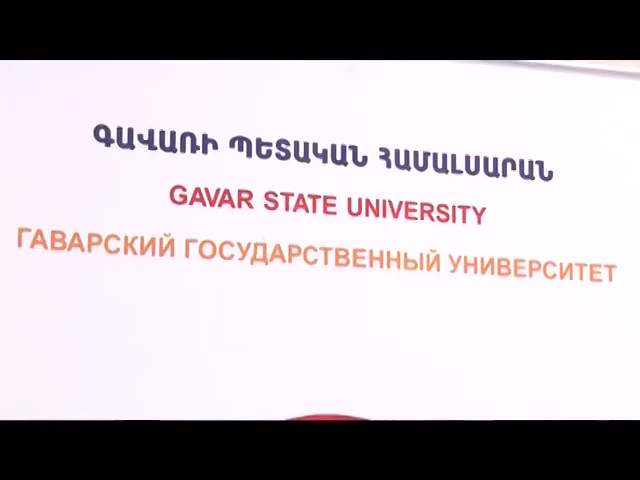 ԳԱՎԱՌԻ ՊԵՏԱԿԱՆ ՀԱՄԱԼՍԱՐԱՆ
GAVAR STATE UNIVERSITY
ГАВАРСКИЙ ГОСУДАРСТВЕННЫЙ УНИВЕРСИТЕТ